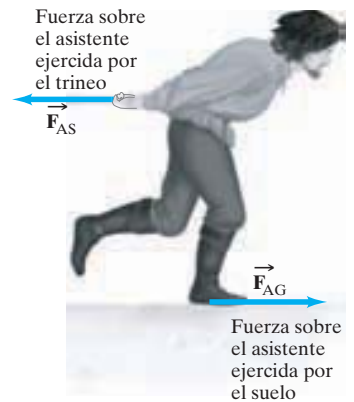 Fuerza sobre
el asistente
ejercida por
el trineo
F⃗AS
F⃗AG
Fuerza sobre
el asistente
ejercida por
el suelo